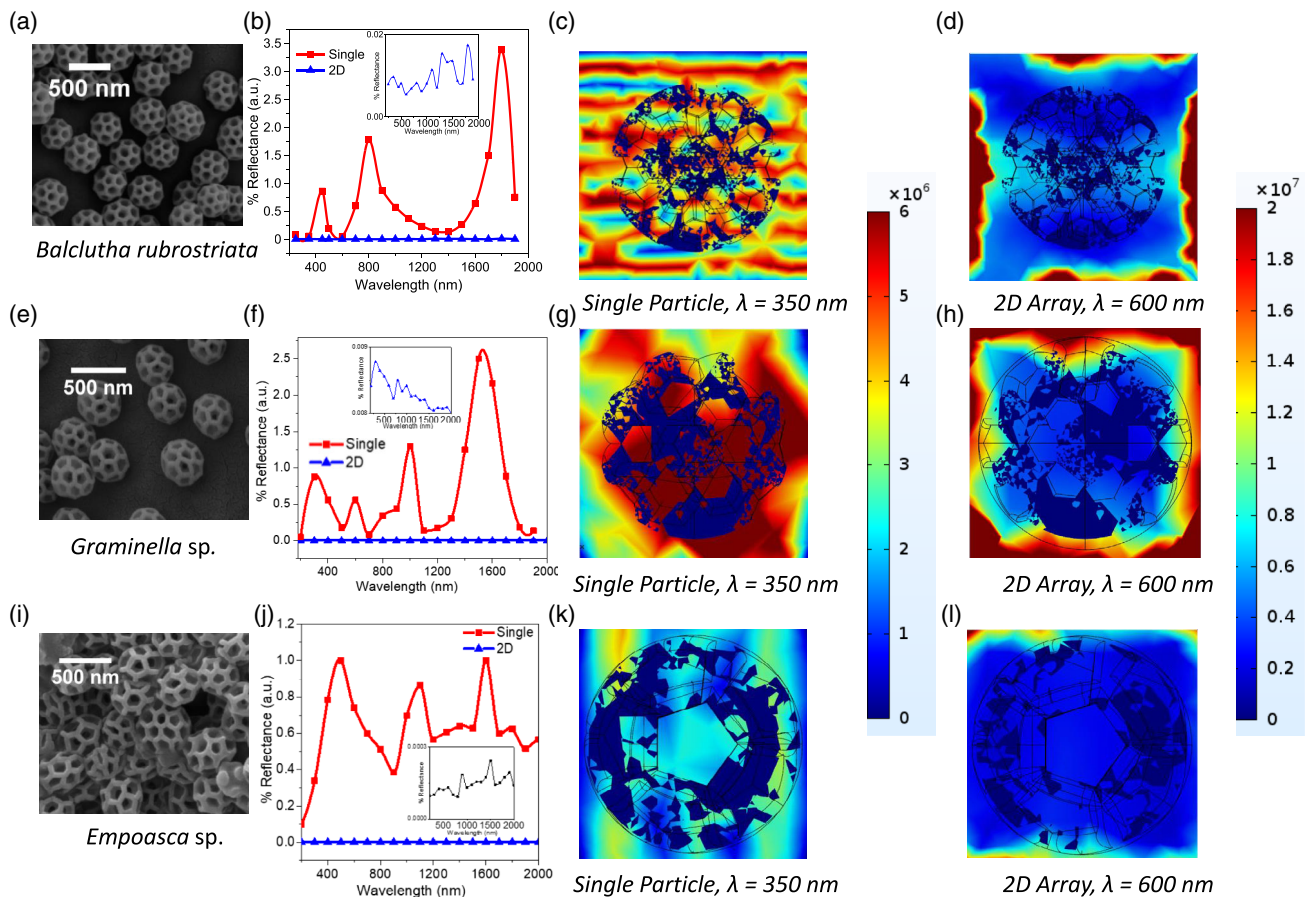 (a)
500 nm
Balclutha rubrostriata
(b)
% Reflectance (a.u.)
3.5
3.0
2.5
2.0
1.5
1.0
0.5
0
400 800 1200 1400 2000
Wavelength (nm)
Single
2D
0.02
% Reflectance
500 1000 1500 2000
Wavelength (nm)
(c)
Single Particle, λ = 350 nm
(d)
2D Array, λ = 600 nm
(e)
500 nm
Graminella sp.
(f)
% Reflectance (a.u.)
2.5
2.0
1.5
1.0
0.5
0.0
400 800 1200 1600 2000
Wavelength (nm)
0.009
0.008
% Reflectance
500 1000 1500 2000
Wavelength (nm)
Single
2D
(g)
Single Particle, λ = 350 nm
(h)
2D Array, λ = 600 nm
(i)
500 nm
Empoasca sp.
(j)
% Reflectance (a.u.)
1.2
1.0
0.8
0.6
0.4
0.2
0.0
400 800 1200 1600 2000
Wavelength (nm)
Single
2D
0.0003
0.0000
% Reflectance
500 1000 1500 2000
Wavelength (nm)
(k)
Single Particle, λ = 350 nm
(l)
2D Array, λ = 600 nm
×10⁶
6
5
4
3
2
1
0
×10⁷
2
1.8
1.6
1.4
1.2
1
0.8
0.6
0.4
0.2
0